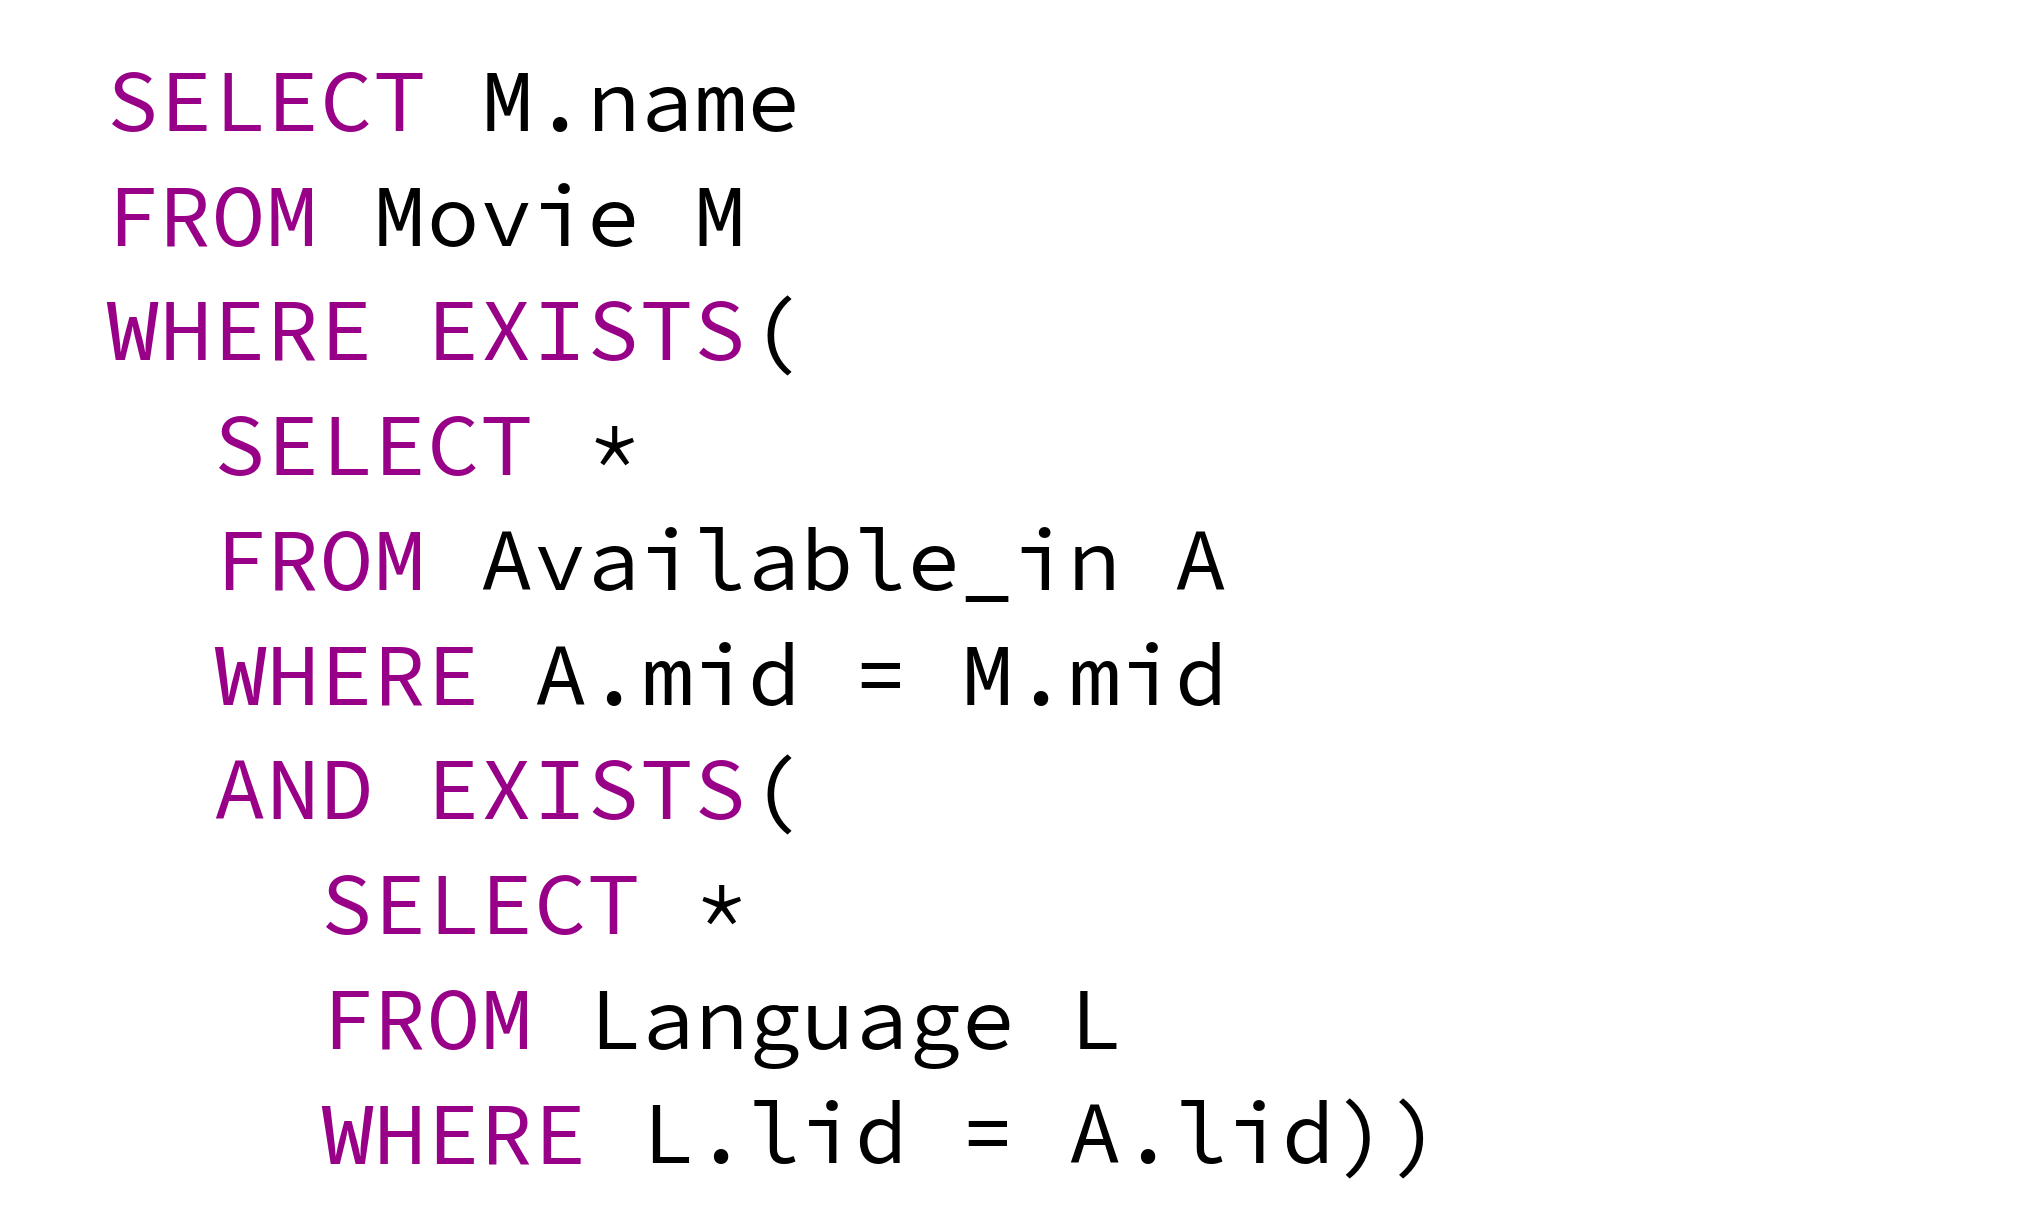 SELECT M.name
FROM Movie M
WHERE EXISTS(
SELECT *
FROM Available_in A
WHERE A.mid = M.mid
AND EXISTS(
SELECT *
FROM Language L
WHERE L.lid = A.lid))